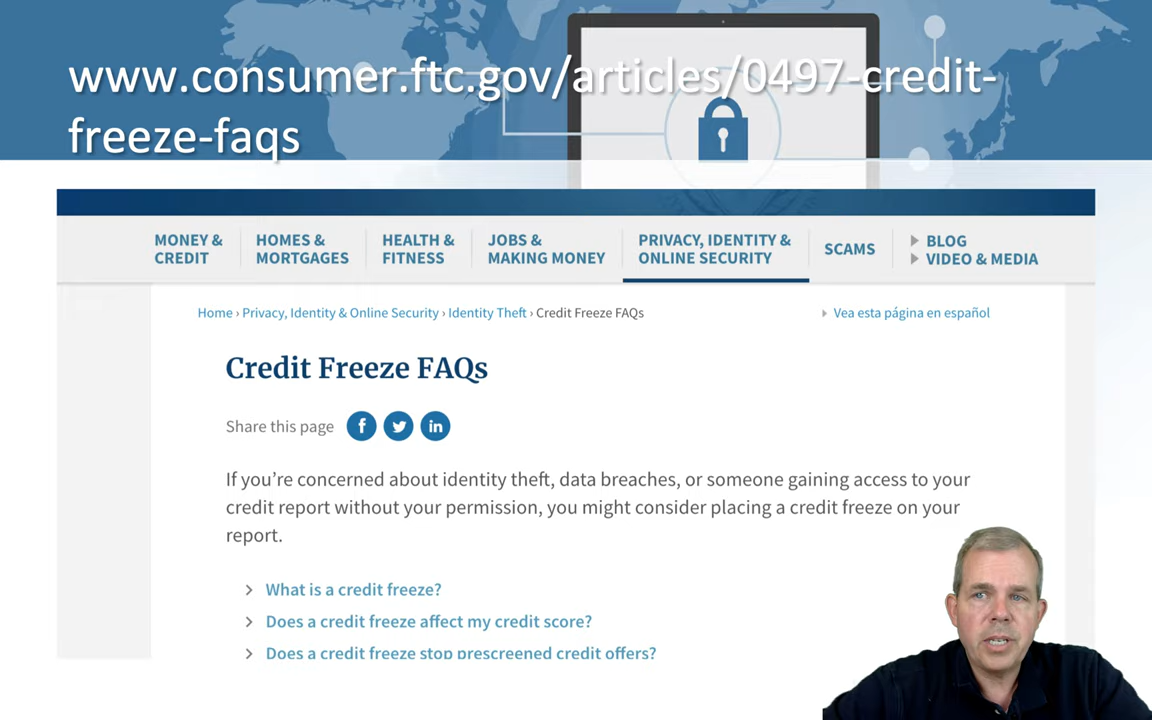 www.consumer.ftc.gov/articles/0497-credit-
freeze-faqs
MONEY &
CREDIT
HOMES &
MORTGAGES
HEALTH &
FITNESS
JOBS &
MAKING MONEY
PRIVACY, IDENTITY &
ONLINE SECURITY
SCAMS
BLOG
VIDEO & MEDIA
Home › Privacy, Identity & Online Security › Identity Theft › Credit Freeze FAQs
Vea esta página en español
Credit Freeze FAQs
Share this page
If you’re concerned about identity theft, data breaches, or someone gaining access to your
credit report without your permission, you might consider placing a credit freeze on your
report.
What is a credit freeze?
Does a credit freeze affect my credit score?
Does a credit freeze stop prescreened credit offers?